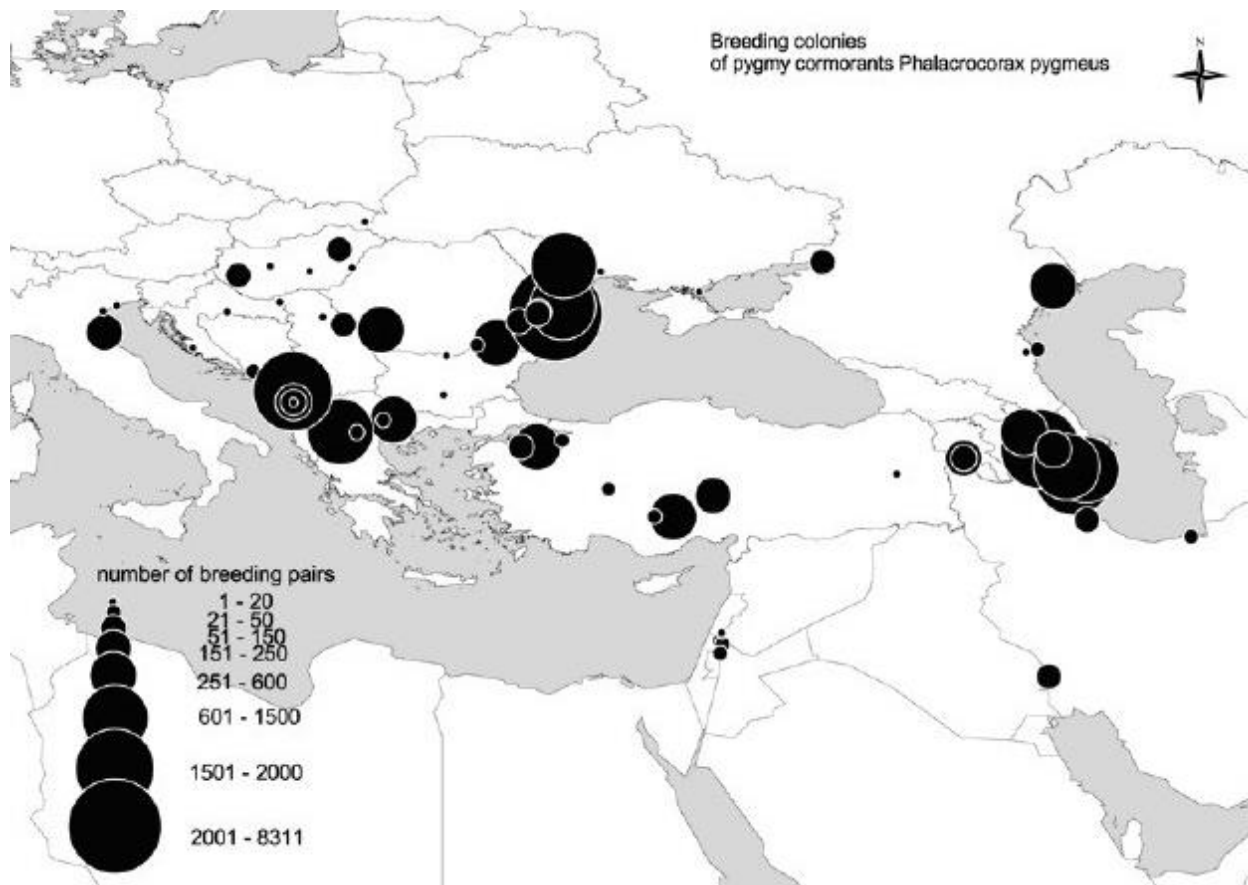 Breeding colonies
of pygmy cormorants Phalacrocorax pygmeus
N
number of breeding pairs
1 - 20
21 - 50
51 - 150
151 - 250
251 - 600
601 - 1500
1501 - 2000
2001 - 8311